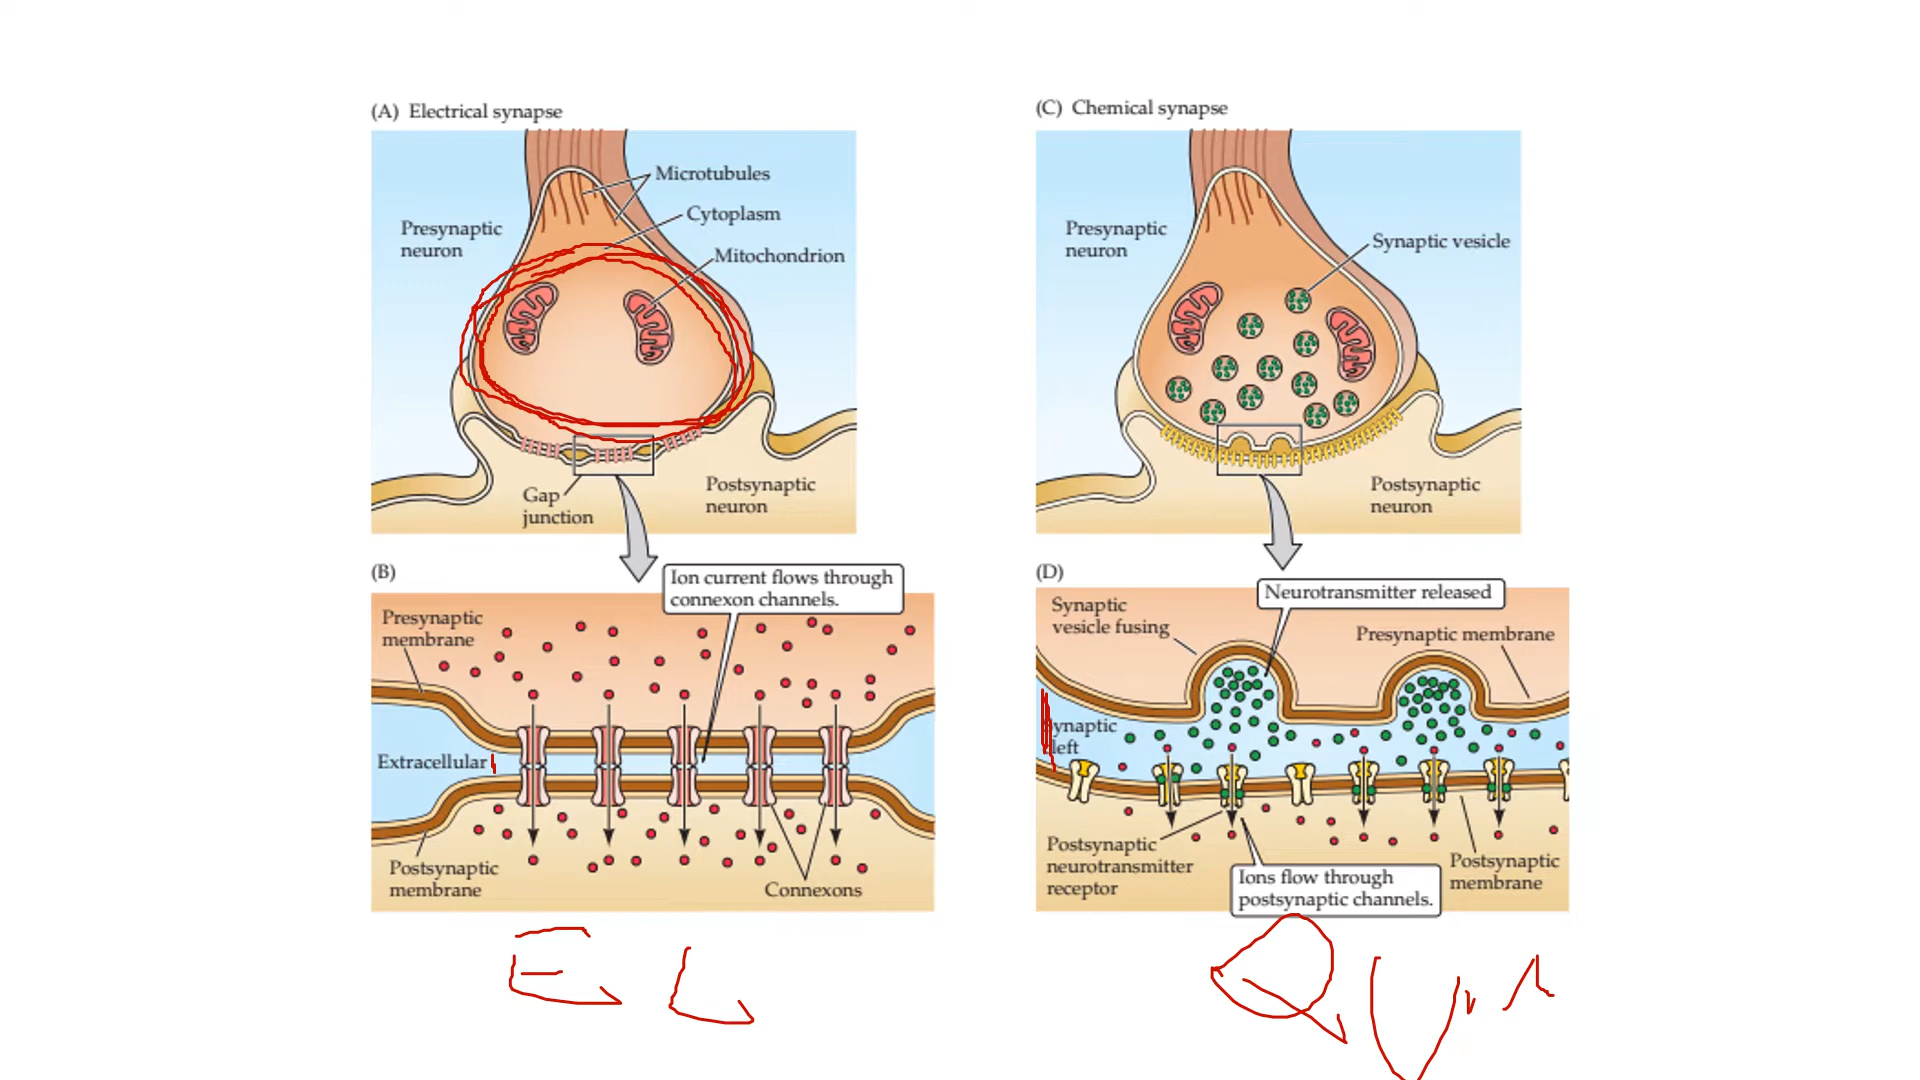 (A) Electrical synapse
Microtubules
Cytoplasm
Presynaptic
neuron
Mitochondrion
Gap
junction
Postsynaptic
neuron
(B)
Ion current flows through
connexon channels.
Presynaptic
membrane
Extracellular
Postsynaptic
membrane
Connexons
E L
(C) Chemical synapse
Presynaptic
neuron
Synaptic vesicle
Postsynaptic
neuron
(D)
Neurotransmitter released
Synaptic
vesicle fusing
Presynaptic membrane
ynaptic
left
Postsynaptic
neurotransmitter
receptor
Ions flow through
postsynaptic channels.
Postsynaptic
membrane